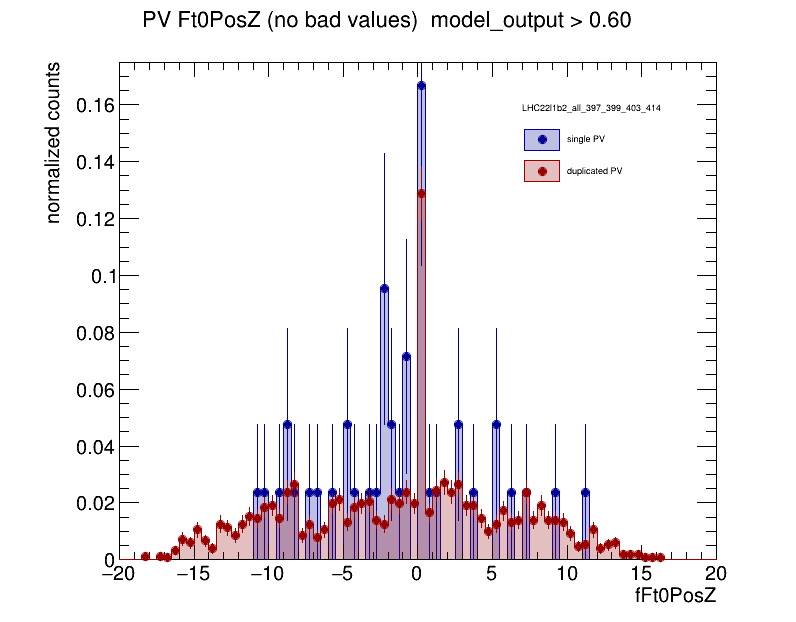 PV Ft0PosZ (no bad values)  model_output > 0.60
normalized counts
LHC22l1b2_all_397_399_403_414
single PV
duplicated PV
0.16
0.14
0.12
0.1
0.08
0.06
0.04
0.02
0
−20 −15 −10 −5 0 5 10 15 20
fFt0PosZ